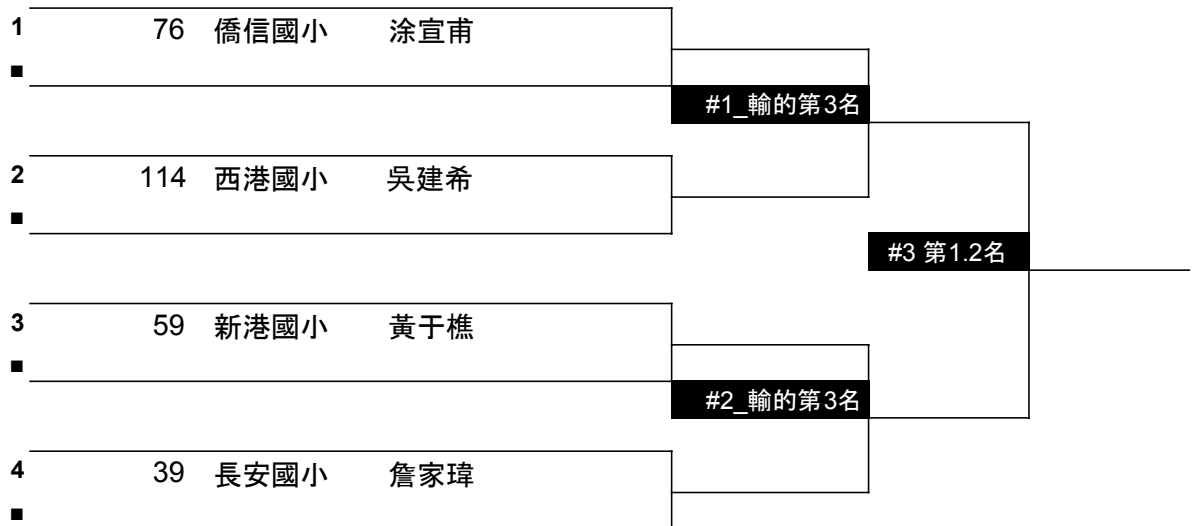 1 76 僑信國小 涂宣甫
■
#1_輸的第3名
2 114 西港國小 吳建希
■
#3 第1.2名
3 59 新港國小 黃于樵
■
#2_輸的第3名
4 39 長安國小 詹家瑋
■